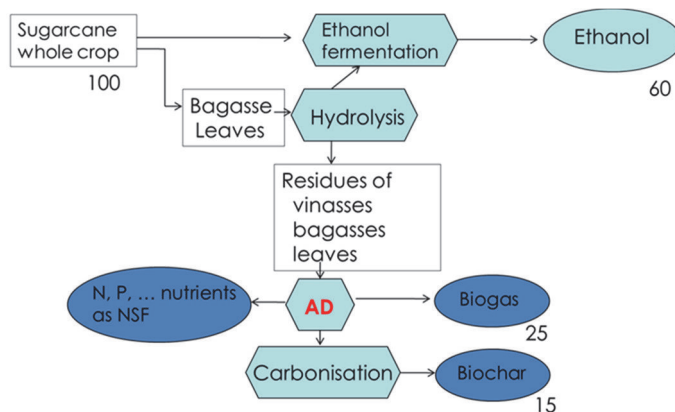 Sugarcane
whole crop
100
Ethanol
fermentation
Ethanol
60
Bagasse
Leaves
Hydrolysis
Residues of
vinasses
bagasses
leaves
N, P, ... nutrients
as NSF
AD
Biogas
25
Carbonisation
Biochar
15